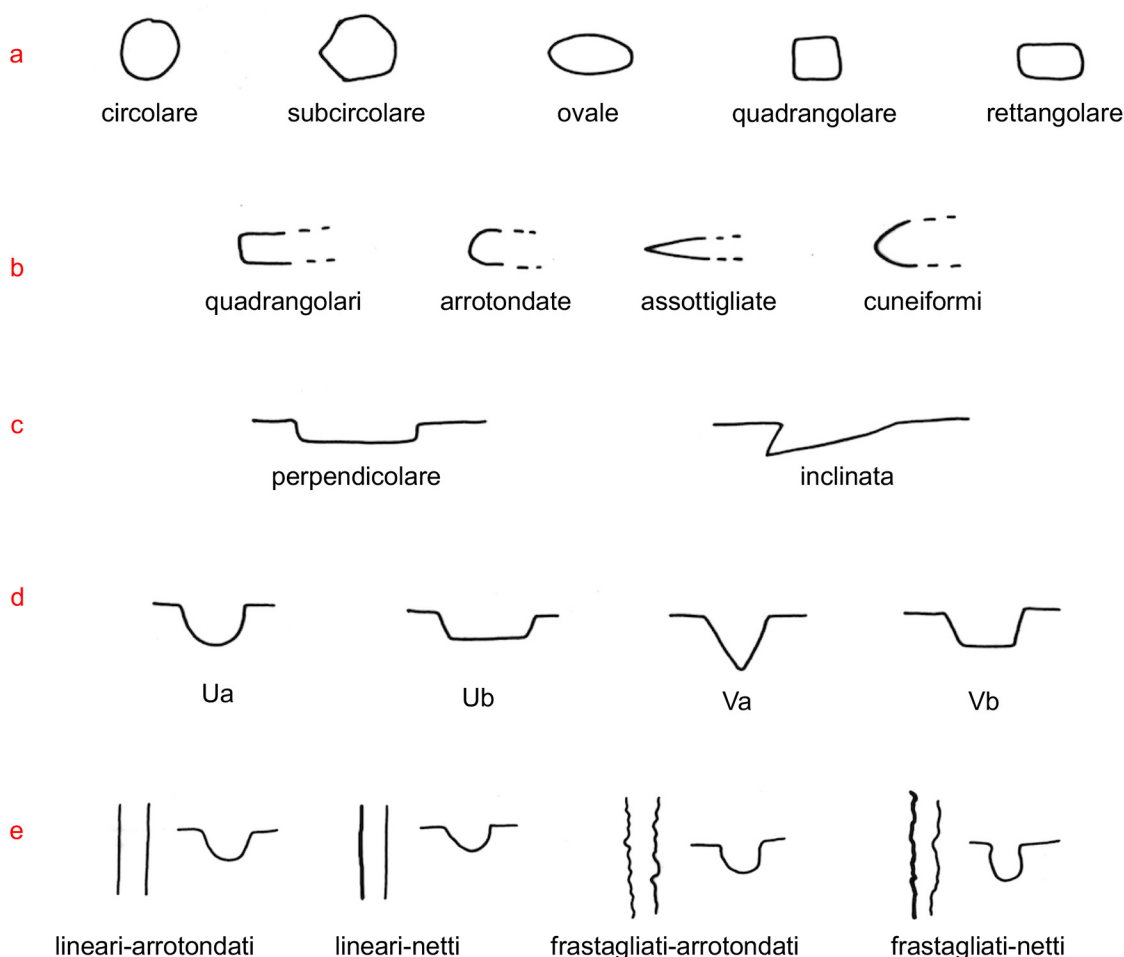 a
circolare subcircolare ovale quadrangolare rettangolare
b
quadrangolari arrotondate assottigliate cuneiformi
c
perpendicolare inclinata
d
Ua Ub Va Vb
e
lineari-arrotondati lineari-netti frastagliati-arrotondati frastagliati-netti